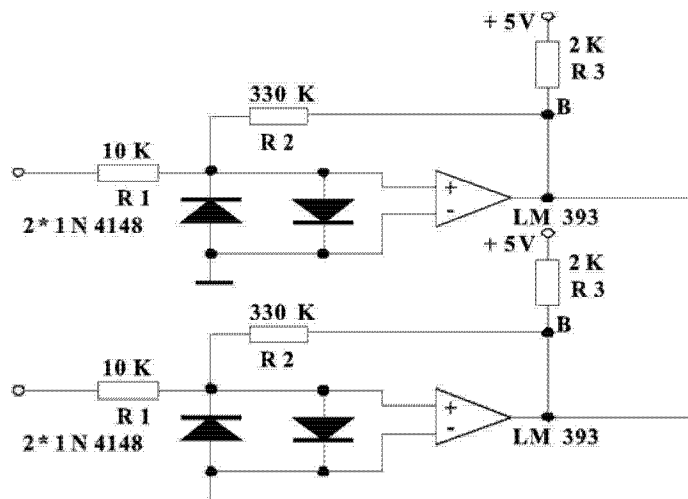 + 5V
2 K
R 3
330 K
B
R 2
10 K
R 1
+
-
2 * 1 N 4148
LM 393
+ 5V
2 K
R 3
330 K
B
R 2
10 K
R 1
+
-
2 * 1 N 4148
LM 393